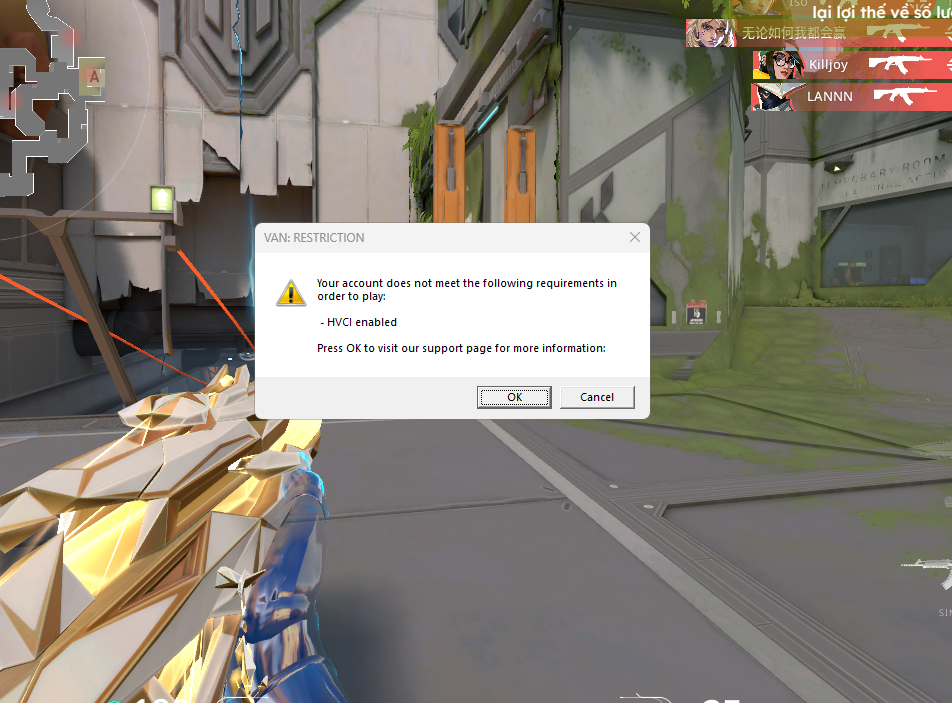 Iso
lại lợi thế về số lư
无论如何我都会赢
Killjoy
LANNN
A
VAN: RESTRICTION
Your account does not meet the following requirements in
order to play:
- HVCI enabled
Press OK to visit our support page for more information:
OK
Cancel